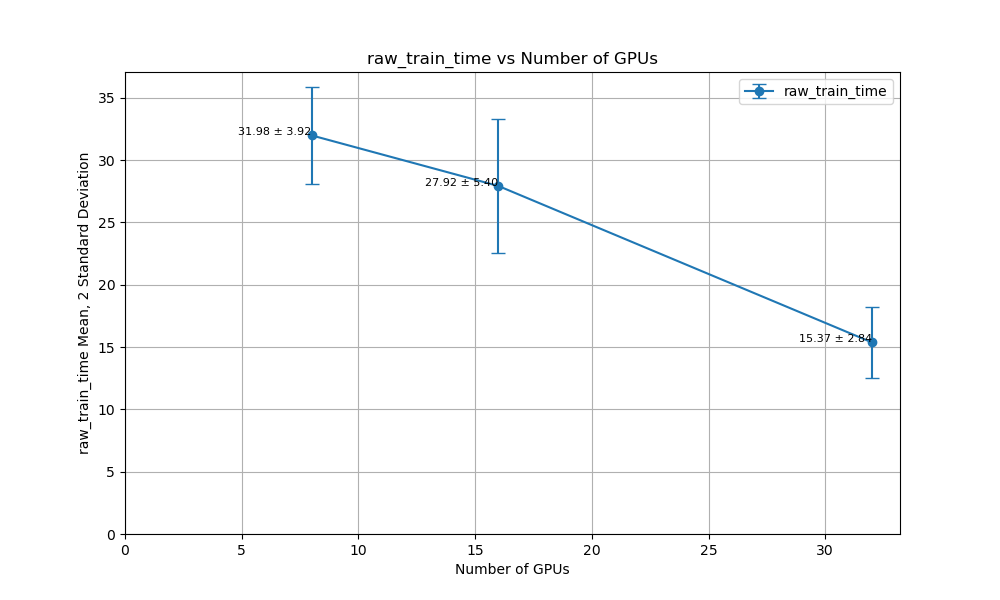 raw_train_time vs Number of GPUs
raw_train_time
35
30
25
20
15
10
5
0
raw_train_time Mean, 2 Standard Deviation
31.98 ± 3.92
27.92 ± 5.40
15.37 ± 2.84
0 5 10 15 20 25 30
Number of GPUs